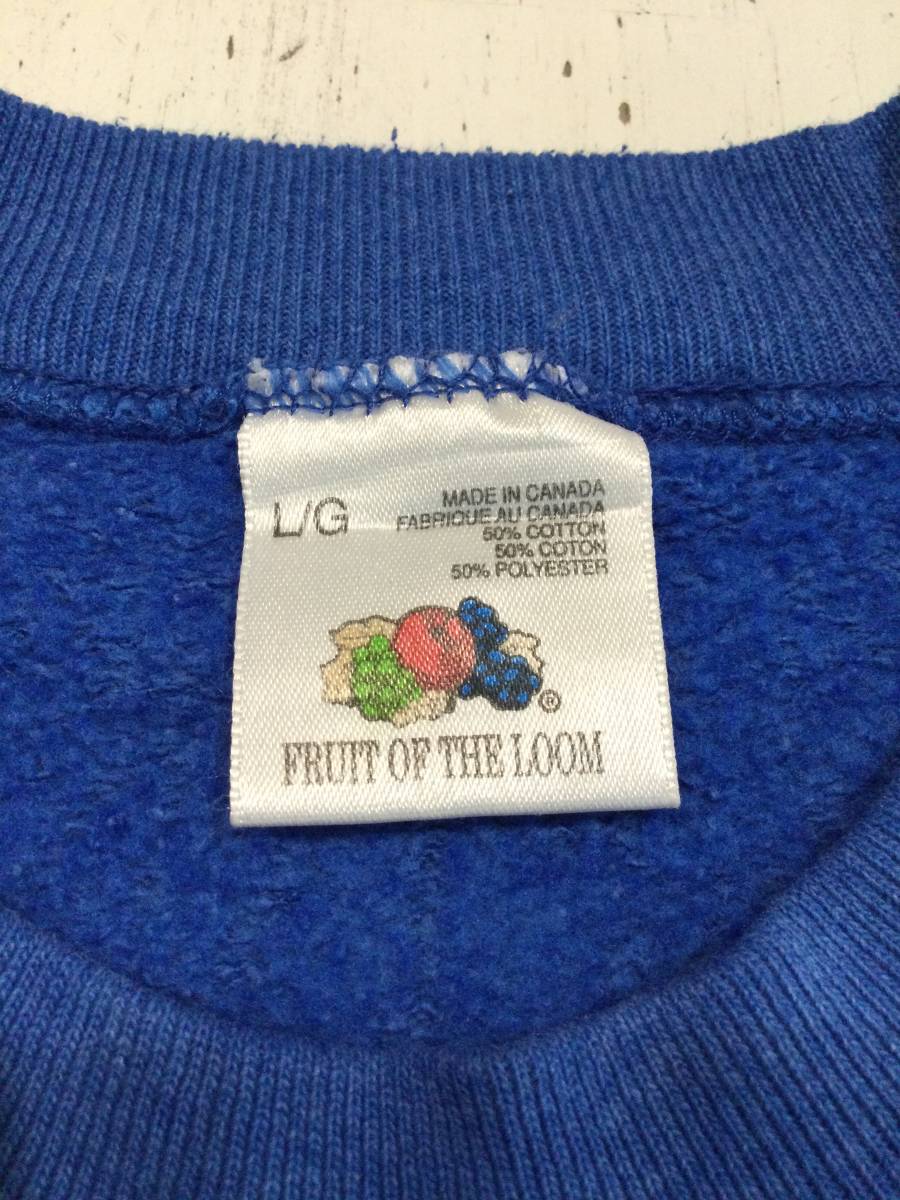 L/G
MADE IN CANADA
FABRIQUE AU CANADA
50% COTTON
50% COTON
50% POLYESTER
®
FRUIT OF THE LOOM